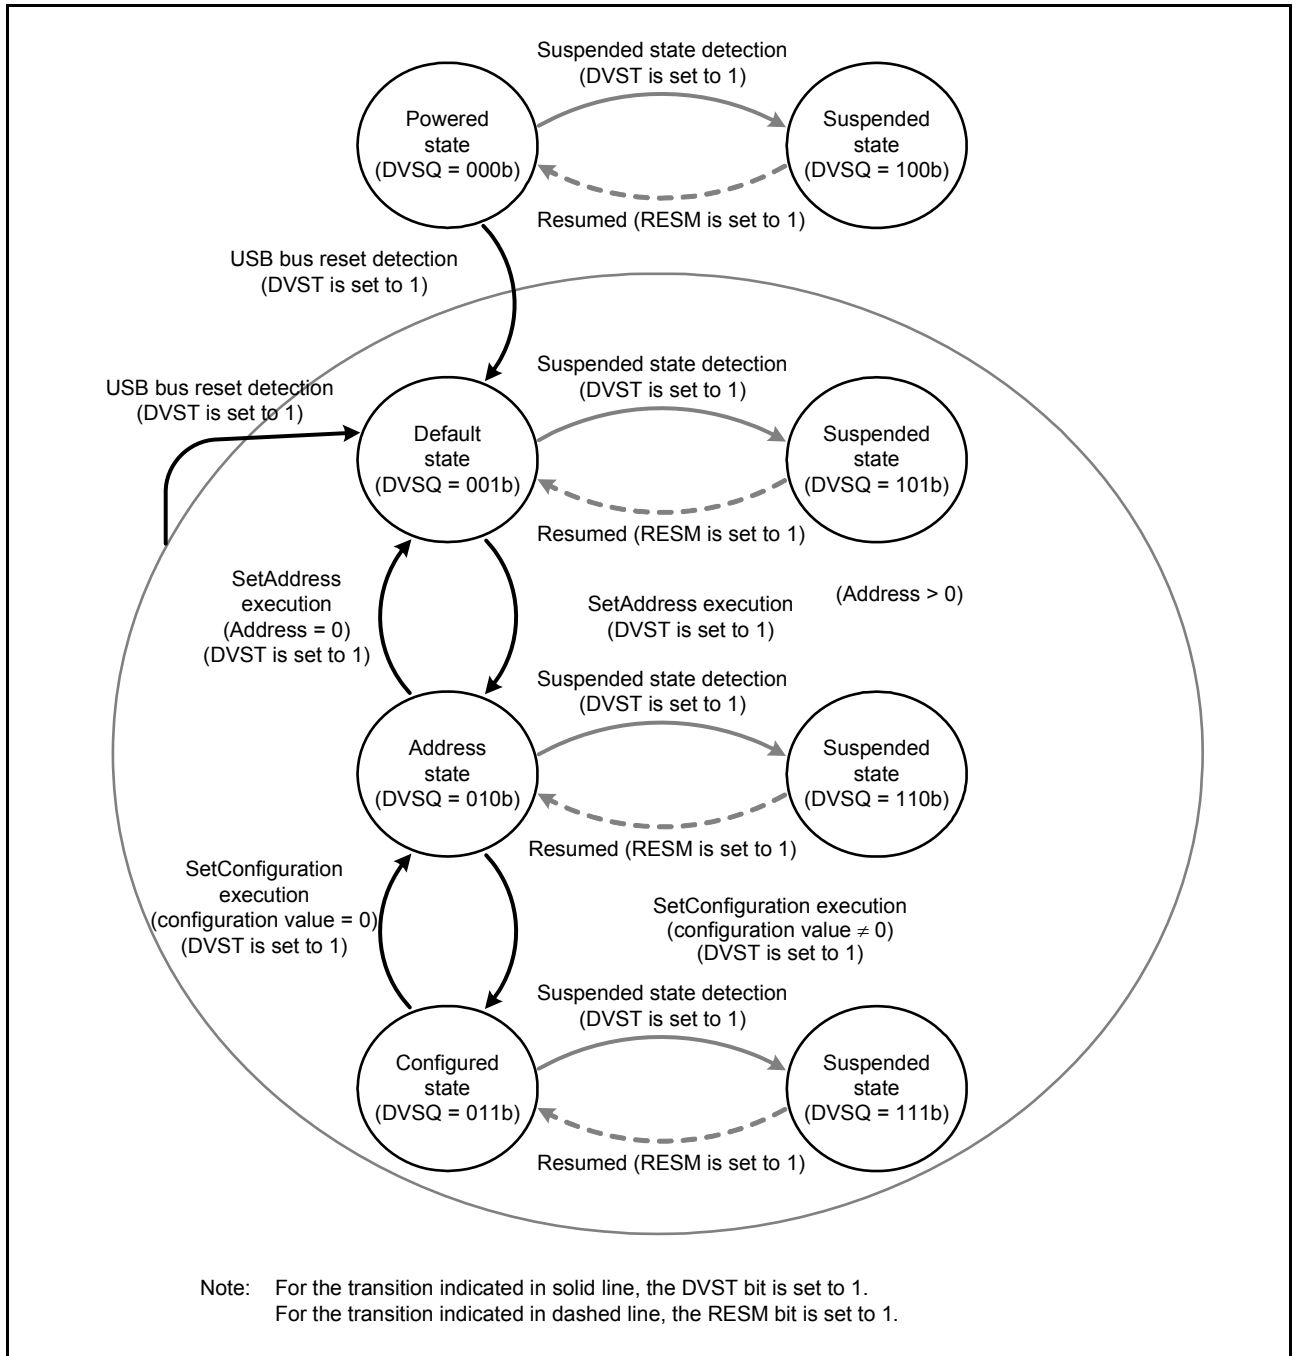 Suspended state detection
(DVST is set to 1)
Powered
state
(DVSQ = 000b)
Suspended
state
(DVSQ = 100b)
Resumed (RESM is set to 1)
USB bus reset detection
(DVST is set to 1)
Suspended state detection
(DVST is set to 1)
USB bus reset detection
(DVST is set to 1)
Default
state
(DVSQ = 001b)
Suspended
state
(DVSQ = 101b)
Resumed (RESM is set to 1)
SetAddress
execution
(Address = 0)
(DVST is set to 1)
SetAddress execution
(DVST is set to 1)
(Address > 0)
Suspended state detection
(DVST is set to 1)
Address
state
(DVSQ = 010b)
Suspended
state
(DVSQ = 110b)
Resumed (RESM is set to 1)
SetConfiguration
execution
(configuration value = 0)
(DVST is set to 1)
SetConfiguration execution
(configuration value ≠ 0)
(DVST is set to 1)
Suspended state detection
(DVST is set to 1)
Configured
state
(DVSQ = 011b)
Suspended
state
(DVSQ = 111b)
Resumed (RESM is set to 1)
Note: For the transition indicated in solid line, the DVST bit is set to 1.
For the transition indicated in dashed line, the RESM bit is set to 1.